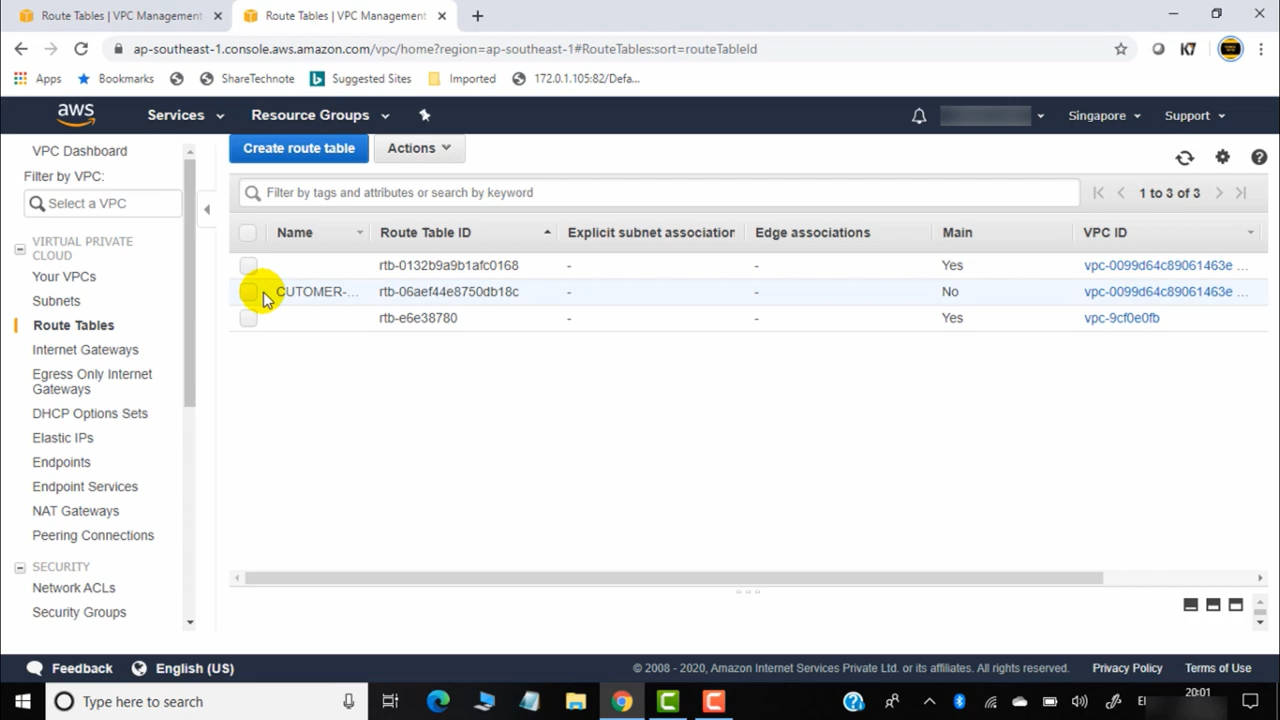 Route Tables | VPC Management
Route Tables | VPC Management
ap-southeast-1.console.aws.amazon.com/vpc/home?region=ap-southeast-1#RouteTables:sort=routeTableId
K7
Apps Bookmarks ShareTechnote Suggested Sites Imported 172.0.1.105:82/Defa...
aws Services Resource Groups Singapore Support
VPC Dashboard
Filter by VPC:
Select a VPC
VIRTUAL PRIVATE
CLOUD
Your VPCs
Subnets
Route Tables
Internet Gateways
Egress Only Internet
Gateways
DHCP Options Sets
Elastic IPs
Endpoints
Endpoint Services
NAT Gateways
Peering Connections
SECURITY
Network ACLs
Security Groups
Create route table Actions
Filter by tags and attributes or search by keyword 1 to 3 of 3
Name Route Table ID Explicit subnet association Edge associations Main VPC ID
rtb-0132b9a9b1afc0168 - - Yes vpc-0099d64c89061463e ...
CUTOMER-... rtb-06aef44e8750db18c - - No vpc-0099d64c89061463e ...
rtb-e6e38780 - - Yes vpc-9cf0e0fb
Feedback English (US) © 2008 - 2020, Amazon Internet Services Private Ltd. or its affiliates. All rights reserved. Privacy Policy Terms of Use
Type here to search
20:01